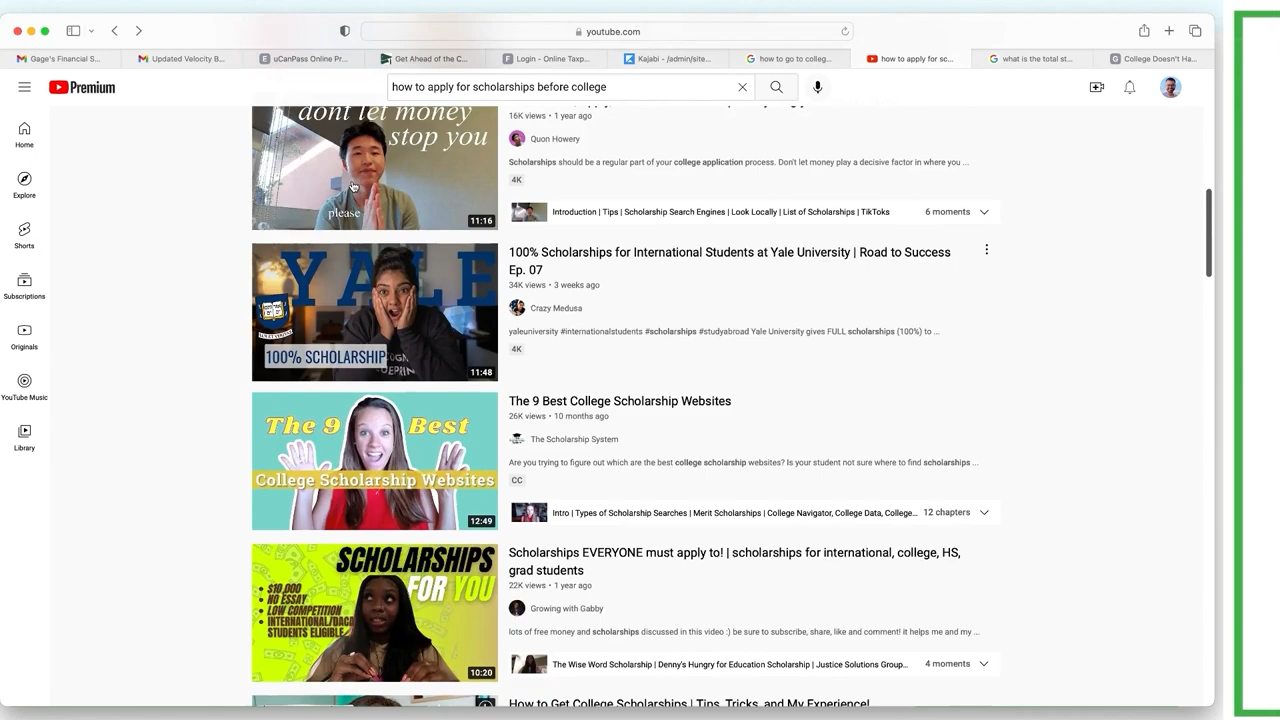 youtube.com
Gage's Financial S...
Updated Velocity B...
uCanPass Online Pr...
Get Ahead of the C...
Login - Online Taxp...
Kajabi - /admin/site...
how to go to colleg...
how to apply for sc...
what is the total st...
College Doesn't Ha...
Premium
how to apply for scholarships before college
Home
Explore
Shorts
Subscriptions
Originals
YouTube Music
Library
dont let money
stop you
please
11:16
16K views • 1 year ago
Quon Howery
Scholarships should be a regular part of your college application process. Don't let money play a decisive factor in where you ...
4K
Introduction | Tips | Scholarship Search Engines | Look Locally | List of Scholarships | TikToks
6 moments
YALE
100% SCHOLARSHIP
11:48
100% Scholarships for International Students at Yale University | Road to Success
Ep. 07
34K views • 3 weeks ago
Crazy Medusa
yaleuniversity #internationalstudents #scholarships #studyabroad Yale University gives FULL scholarships (100%) to ...
4K
The 9 Best
College Scholarship Websites
12:49
The 9 Best College Scholarship Websites
26K views • 10 months ago
The Scholarship System
Are you trying to figure out which are the best college scholarship websites? Is your student not sure where to find scholarships ...
CC
Intro | Types of Scholarship Searches | Merit Scholarships | College Navigator, College Data, College...
12 chapters
SCHOLARSHIPS
FOR YOU
• $10,000
• NO ESSAY
• LOW COMPETITION
• INTERNATIONAL/DACA
STUDENTS ELIGIBLE
10:20
Scholarships EVERYONE must apply to! | scholarships for international, college, HS,
grad students
22K views • 1 year ago
Growing with Gabby
lots of free money and scholarships discussed in this video :) be sure to subscribe, share, like and comment! it helps me and my ...
The Wise Word Scholarship | Denny's Hungry for Education Scholarship | Justice Solutions Group...
4 moments
How to Get College Scholarships | Tips, Tricks, and My Experience!